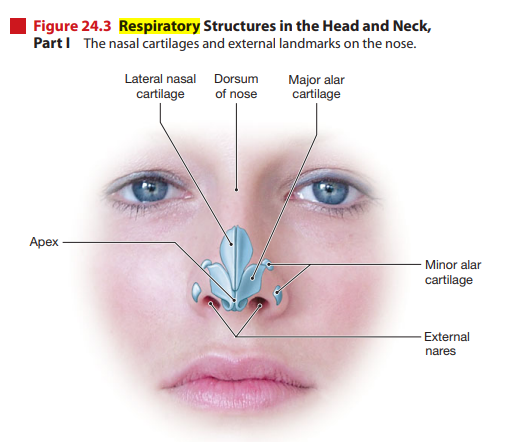 Figure 24.3 Respiratory Structures in the Head and Neck,
Part I The nasal cartilages and external landmarks on the nose.
Lateral nasal
cartilage
Dorsum
of nose
Major alar
cartilage
Apex
Minor alar
cartilage
External
nares